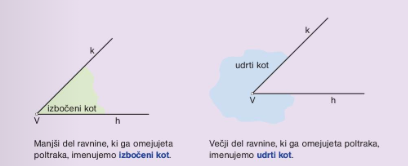 k
izbočeni kot
V
h
Manjši del ravnine, ki ga omejujeta
poltraka, imenujemo izbočeni kot.
k
udrti kot
V
h
Večji del ravnine, ki ga omejujeta poltraka,
imenujemo udrti kot.